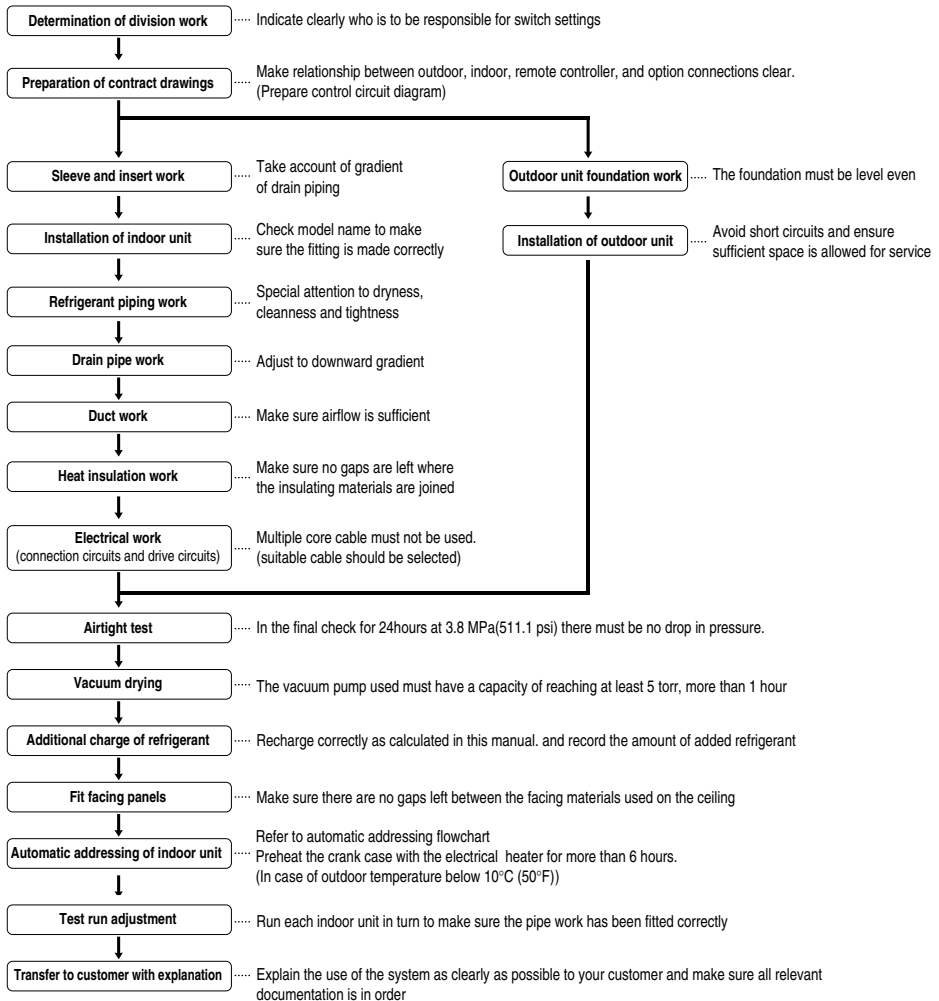 Determination of division work
Indicate clearly who is to be responsible for switch settings
Preparation of contract drawings
Make relationship between outdoor, indoor, remote controller, and option connections clear.
(Prepare control circuit diagram)
Sleeve and insert work
Take account of gradient
of drain piping
Outdoor unit foundation work
The foundation must be level even
Installation of indoor unit
Check model name to make
sure the fitting is made correctly
Installation of outdoor unit
Avoid short circuits and ensure
sufficient space is allowed for service
Refrigerant piping work
Special attention to dryness,
cleanness and tightness
Drain pipe work
Adjust to downward gradient
Duct work
Make sure airflow is sufficient
Heat insulation work
Make sure no gaps are left where
the insulating materials are joined
Electrical work
(connection circuits and drive circuits)
Multiple core cable must not be used.
(suitable cable should be selected)
Airtight test
In the final check for 24hours at 3.8 MPa(511.1 psi) there must be no drop in pressure.
Vacuum drying
The vacuum pump used must have a capacity of reaching at least 5 torr, more than 1 hour
Additional charge of refrigerant
Recharge correctly as calculated in this manual. and record the amount of added refrigerant
Fit facing panels
Make sure there are no gaps left between the facing materials used on the ceiling
Automatic addressing of indoor unit
Refer to automatic addressing flowchart
Preheat the crank case with the electrical heater for more than 6 hours.
(In case of outdoor temperature below 10°C (50°F))
Test run adjustment
Run each indoor unit in turn to make sure the pipe work has been fitted correctly
Transfer to customer with explanation
Explain the use of the system as clearly as possible to your customer and make sure all relevant
documentation is in order